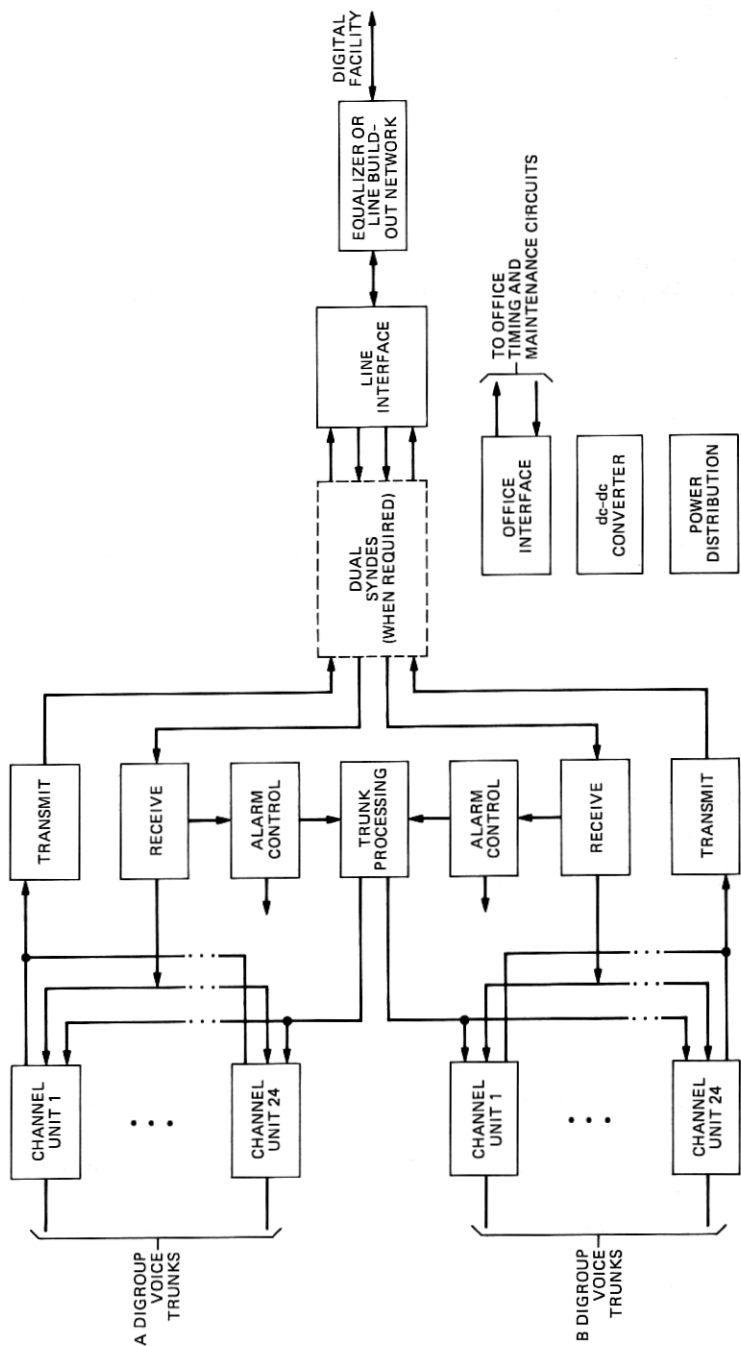 A DIGROUP
VOICE
TRUNKS
CHANNEL
UNIT 1
CHANNEL
UNIT 24
TRANSMIT
RECEIVE
ALARM
CONTROL
TRUNK
PROCESSING
ALARM
CONTROL
RECEIVE
TRANSMIT
B DIGROUP
VOICE
TRUNKS
CHANNEL
UNIT 1
CHANNEL
UNIT 24
DUAL
SYNDES
(WHEN REQUIRED)
LINE
INTERFACE
EQUALIZER OR
LINE BUILD-
OUT NETWORK
DIGITAL
FACILITY
OFFICE
INTERFACE
TO OFFICE
TIMING AND
MAINTENANCE CIRCUITS
dc-dc
CONVERTER
POWER
DISTRIBUTION